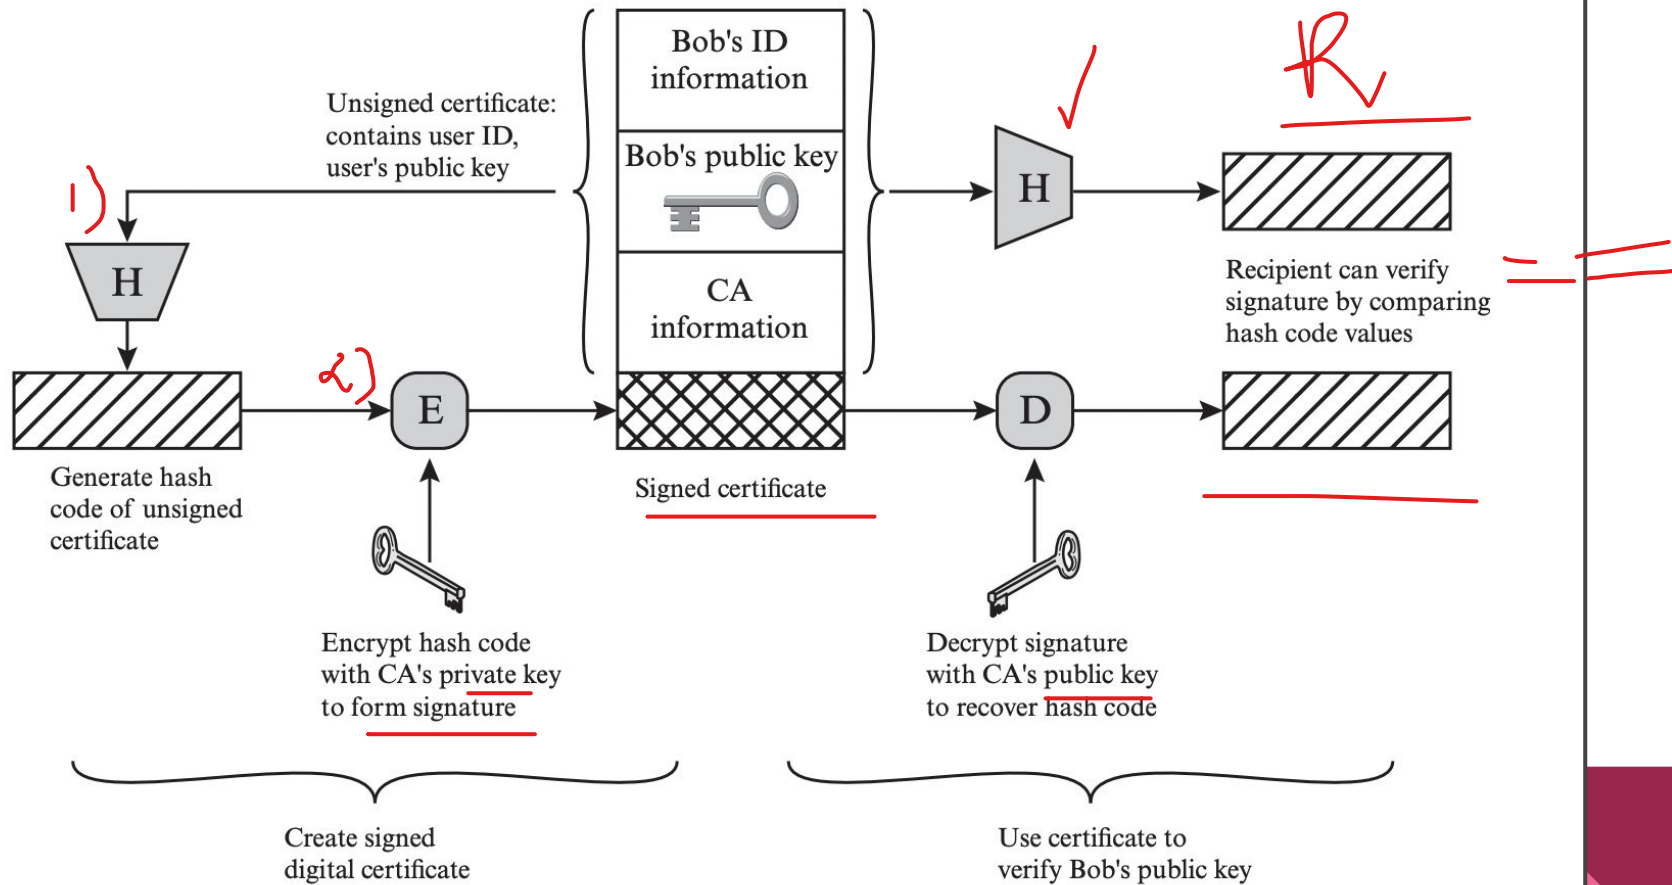 Bob's ID
information
Unsigned certificate:
contains user ID,
user's public key
Bob's public key
CA
information
1)
H
H
R
Recipient can verify
signature by comparing
hash code values
=
2)
E
D
Generate hash
code of unsigned
certificate
Signed certificate
Encrypt hash code
with CA's private key
to form signature
Decrypt signature
with CA's public key
to recover hash code
Create signed
digital certificate
Use certificate to
verify Bob's public key